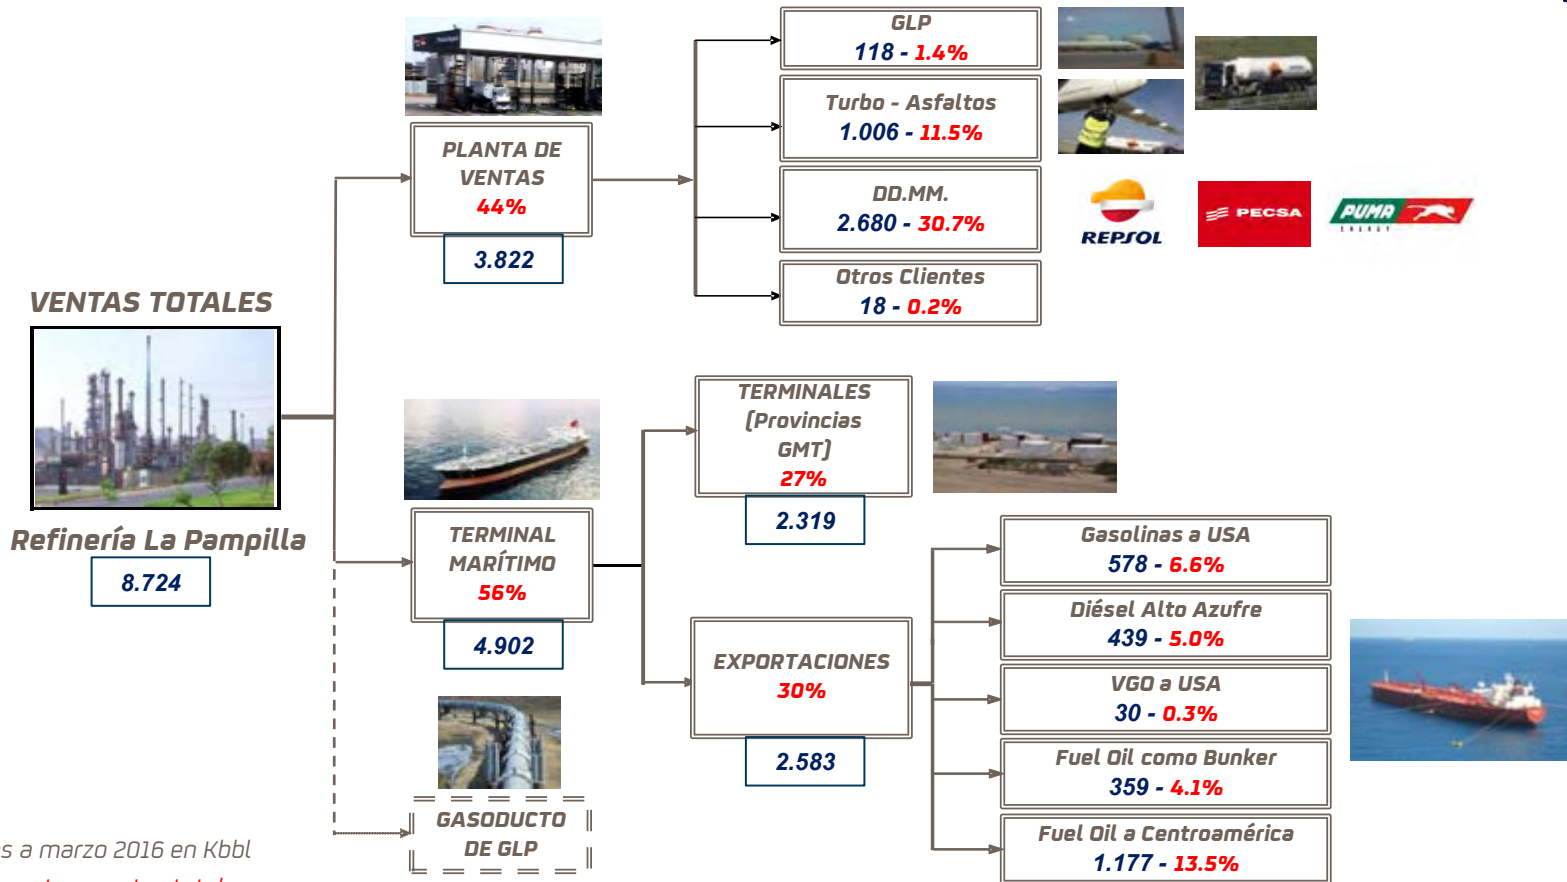 VENTAS TOTALES
Refinería La Pampilla
8.724
PLANTA DE
VENTAS
44%
3.822
GLP
118 - 1.4%
Turbo - Asfaltos
1.006 - 11.5%
DD.MM.
2.680 - 30.7%
Otros Clientes
18 - 0.2%
REPSOL
PECSA
PUMA
ENERGY
TERMINAL
MARÍTIMO
56%
4.902
TERMINALES
(Provincias
GMT)
27%
2.319
EXPORTACIONES
30%
2.583
Gasolinas a USA
578 - 6.6%
Diésel Alto Azufre
439 - 5.0%
VGO a USA
30 - 0.3%
Fuel Oil como Bunker
359 - 4.1%
Fuel Oil a Centroamérica
1.177 - 13.5%
GASODUCTO
DE GLP
a marzo 2016 en Kbbl